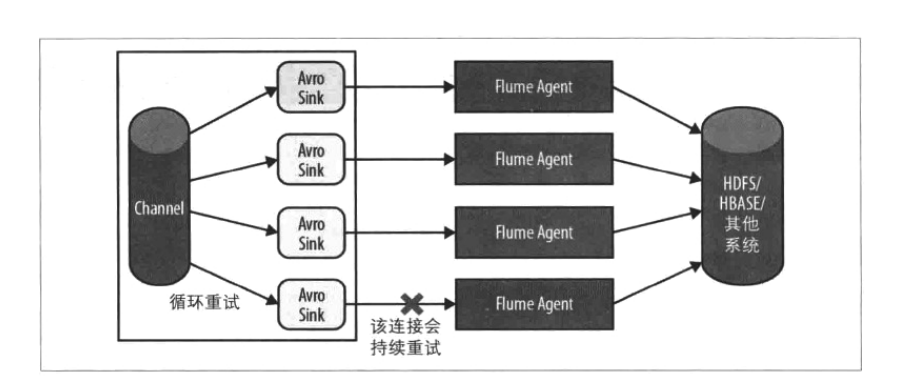 Avro
Sink
Flume Agent
Avro
Sink
Flume Agent
Channel
Avro
Sink
Flume Agent
HDFS/
HBASE/
其他
系统
循环重试
Avro
Sink
Flume Agent
该连接会
持续重试